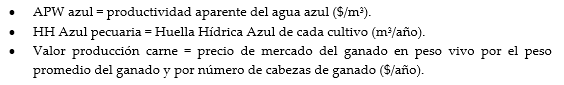 • APW azul = productividad aparente del agua azul ($/m³).
• HH Azul pecuaria = Huella Hídrica Azul de cada cultivo (m³/año).
• Valor producción carne = precio de mercado del ganado en peso vivo por el peso
promedio del ganado y por número de cabezas de ganado ($/año).